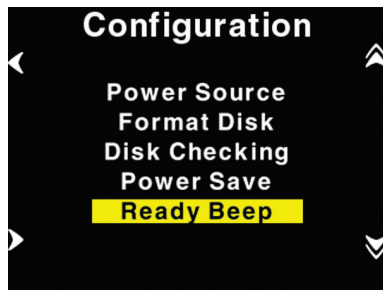 Configuration
Power Source
Format Disk
Disk Checking
Power Save
Ready Beep